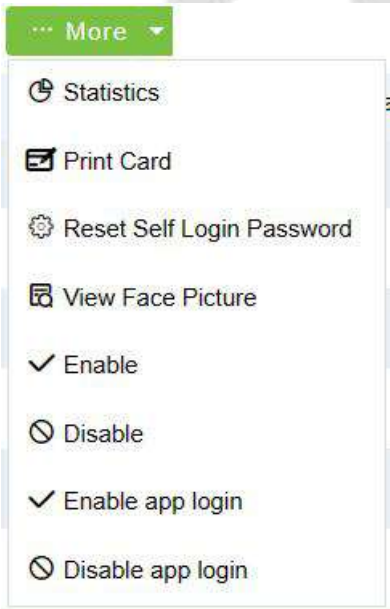 ··· More
Statistics
Print Card
Reset Self Login Password
View Face Picture
Enable
Disable
Enable app login
Disable app login